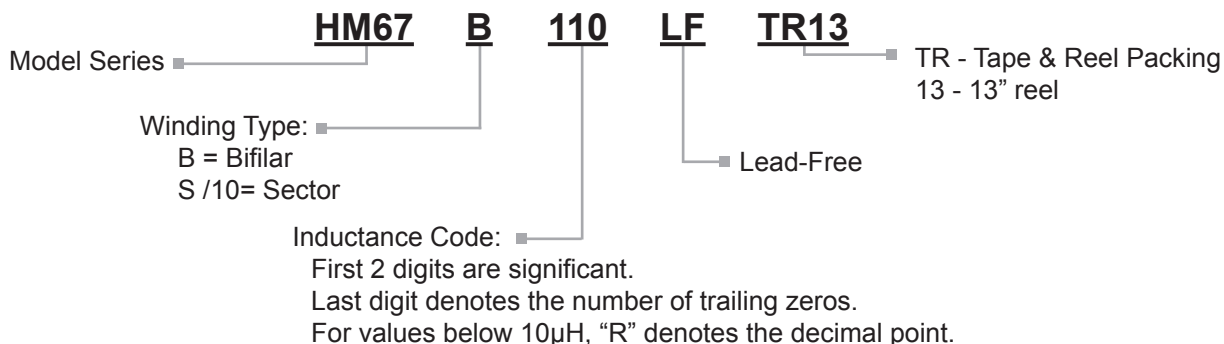 HM67 B 110 LF TR13
Model Series
TR - Tape & Reel Packing
13 - 13” reel
Winding Type:
B = Bifilar
S /10= Sector
Lead-Free
Inductance Code:
First 2 digits are significant.
Last digit denotes the number of trailing zeros.
For values below 10µH, “R” denotes the decimal point.